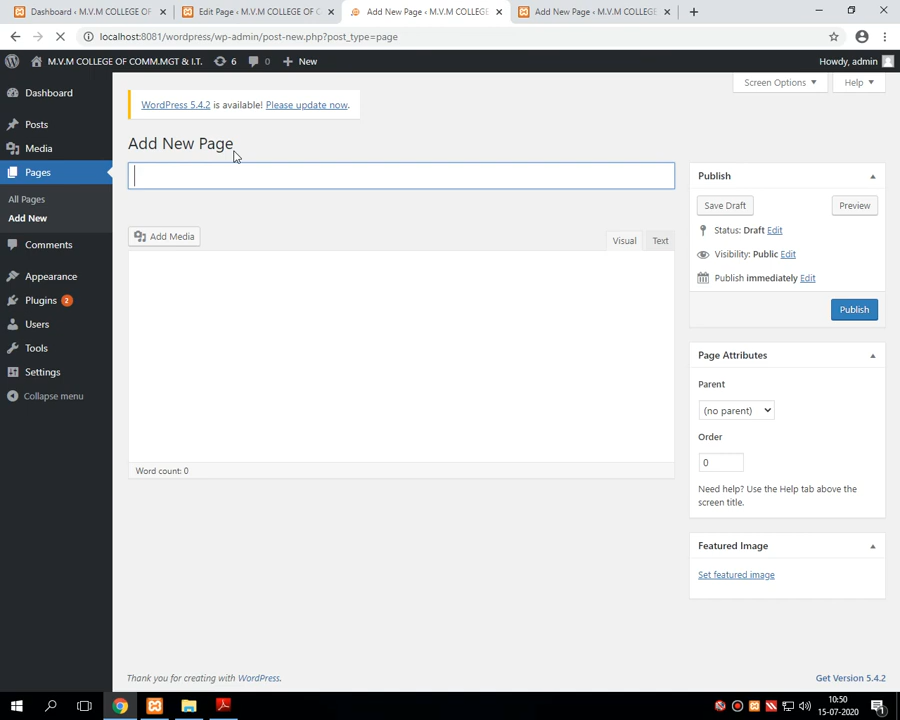 Dashboard ‹ M.V.M COLLEGE OF
Edit Page ‹ M.V.M COLLEGE OF C
Add New Page ‹ M.V.M COLLEGE
Add New Page ‹ M.V.M COLLEGE
localhost:8081/wordpress/wp-admin/post-new.php?post_type=page
M.V.M COLLEGE OF COMM.MGT & I.T.
6
0
New
Howdy, admin
Screen Options
Help
Dashboard
WordPress 5.4.2 is available! Please update now.
Posts
Add New Page
Media
Pages
Publish
All Pages
Save Draft
Preview
Add New
Status: Draft Edit
Add Media
Visual
Text
Comments
Visibility: Public Edit
Appearance
Publish immediately Edit
Plugins 2
Publish
Users
Tools
Page Attributes
Settings
Parent
Collapse menu
(no parent)
Order
0
Word count: 0
Need help? Use the Help tab above the
screen title.
Featured Image
Set featured image
Thank you for creating with WordPress.
Get Version 5.4.2
10:50
15-07-2020
1